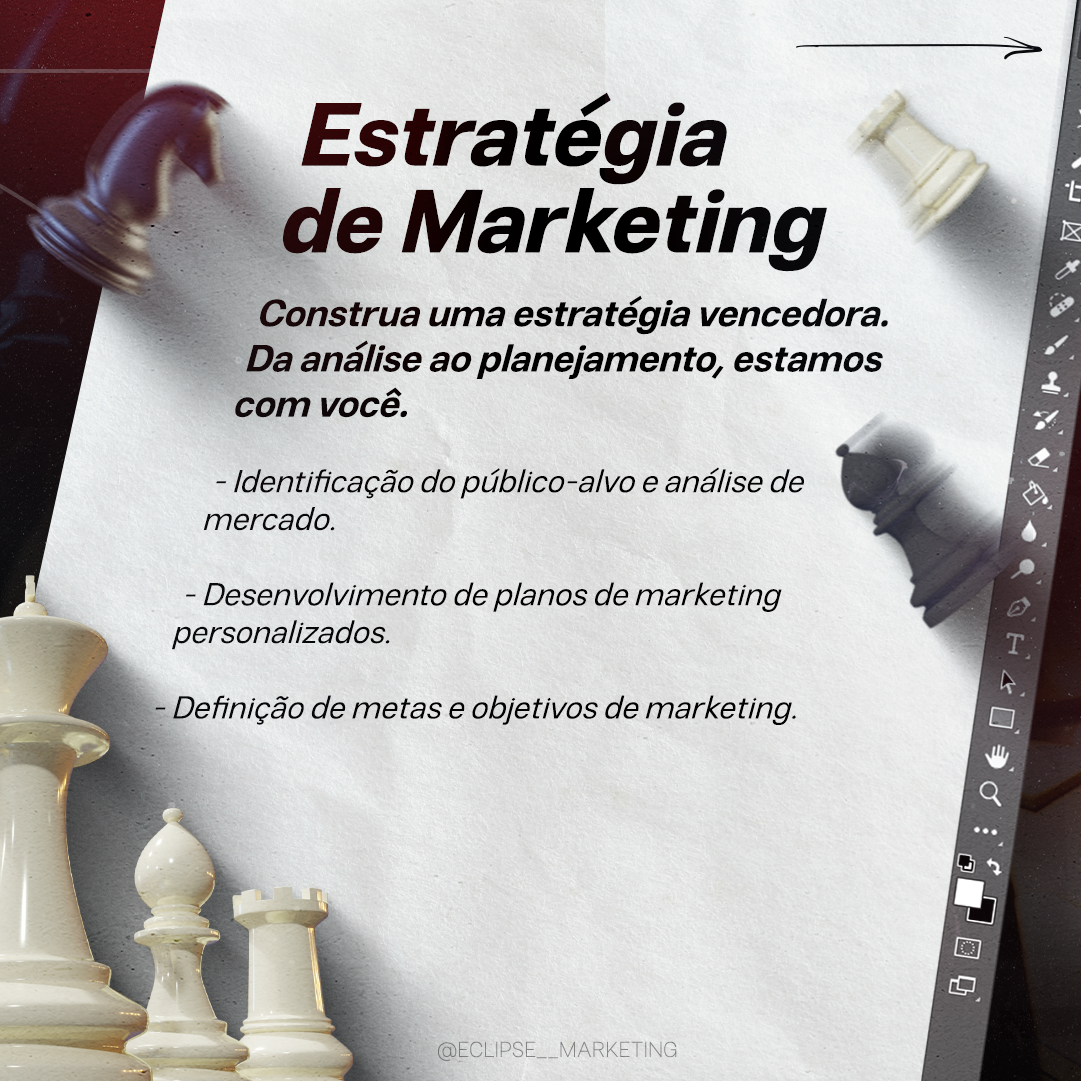 Estratégia
de Marketing
Construa uma estratégia vencedora.
Da análise ao planejamento, estamos
com você.
- Identificação do público-alvo e análise de
mercado.
- Desenvolvimento de planos de marketing
personalizados.
- Definição de metas e objetivos de marketing.
T
@ECLIPSE__MARKETING